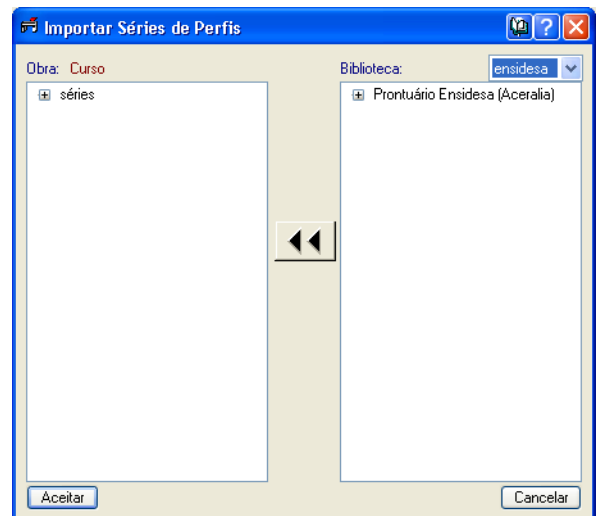 Importar Séries de Perfis
Obra: Curso
Biblioteca: ensidesa
séries
Prontuário Ensidesa (Aceralia)
Aceitar
Cancelar